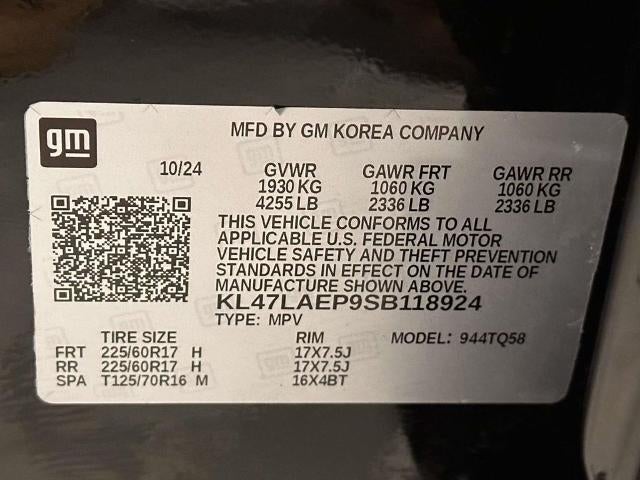 gm
MFD BY GM KOREA COMPANY
10/24 GVWR GAWR FRT GAWR RR
1930 KG 1060 KG 1060 KG
4255 LB 2336 LB 2336 LB
THIS VEHICLE CONFORMS TO ALL
APPLICABLE U.S. FEDERAL MOTOR
VEHICLE SAFETY AND THEFT PREVENTION
STANDARDS IN EFFECT ON THE DATE OF
MANUFACTURE SHOWN ABOVE.
KL47LAEP9SB118924
TYPE: MPV
TIRE SIZE RIM MODEL: 944TQ58
FRT 225/60R17 H 17X7.5J
RR 225/60R17 H 17X7.5J
SPA T125/70R16 M 16X4BT